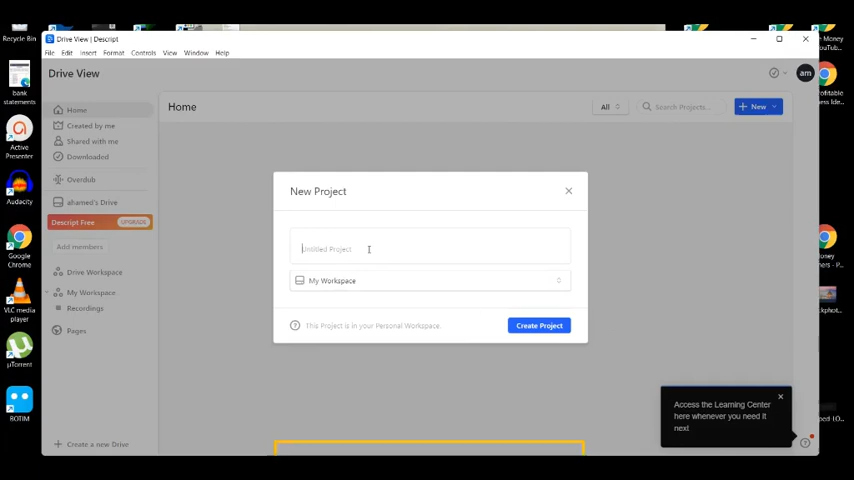 Recycle Bin
Drive View | Descript
File Edit Insert Format Controls View Window Help
Drive View
am
Home
Created by me
Shared with me
Downloaded
Overdub
ahamed's Drive
Descript Free UPGRADE
Add members
Drive Workspace
My Workspace
Recordings
Pages
Create a new Drive
Home
All
Search Projects...
New
New Project
Untitled Project
My Workspace
This Project is in your Personal Workspace.
Create Project
Access the Learning Center
here whenever you need it
next
bank
statements
Active
Presenter
Audacity
Google
Chrome
VLC media
player
µTorrent
BOTIM